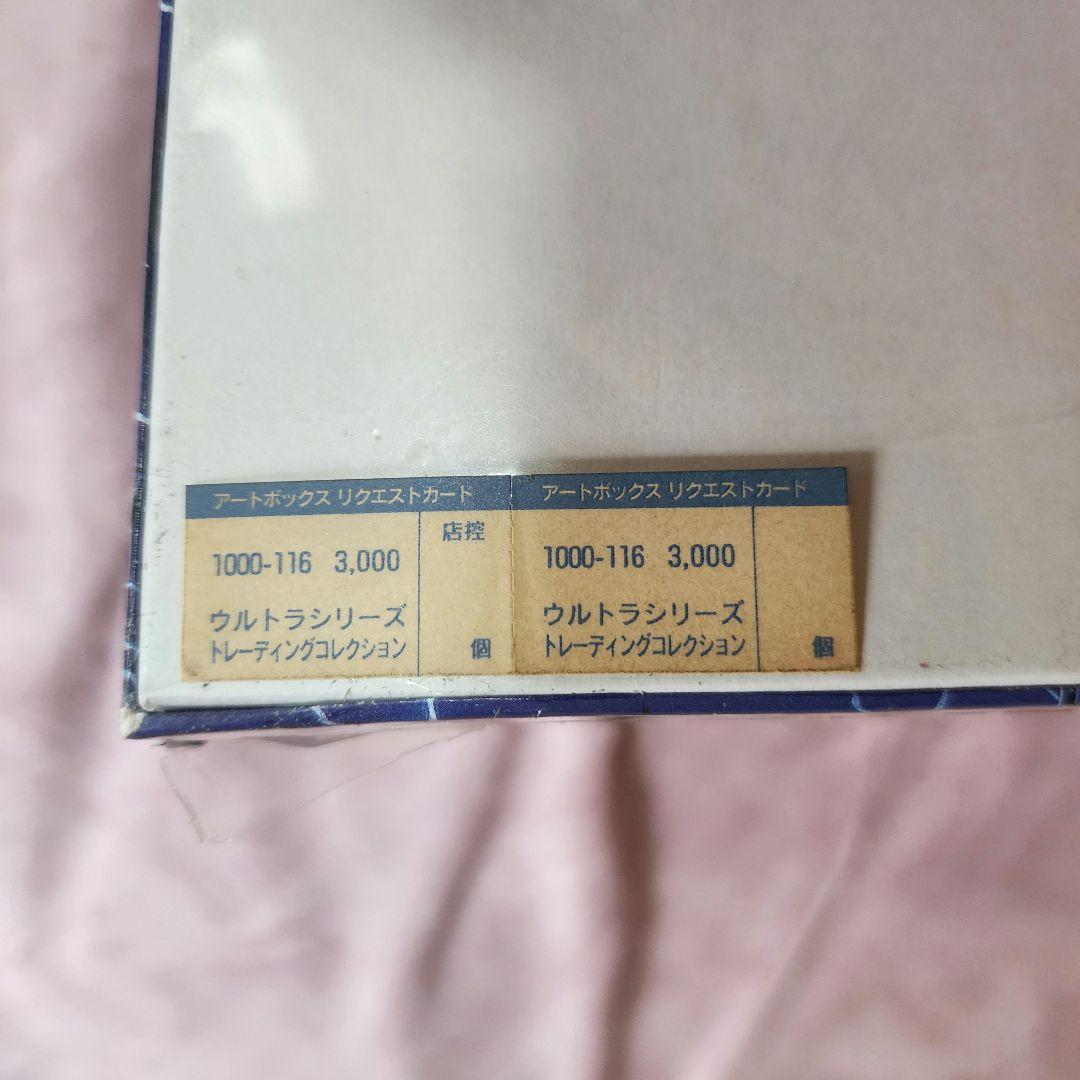 アートボックス リクエストカード
店控
1000-116 3,000
ウルトラシリーズ
トレーディングコレクション
個
アートボックス リクエストカード
1000-116 3,000
ウルトラシリーズ
トレーディングコレクション
個